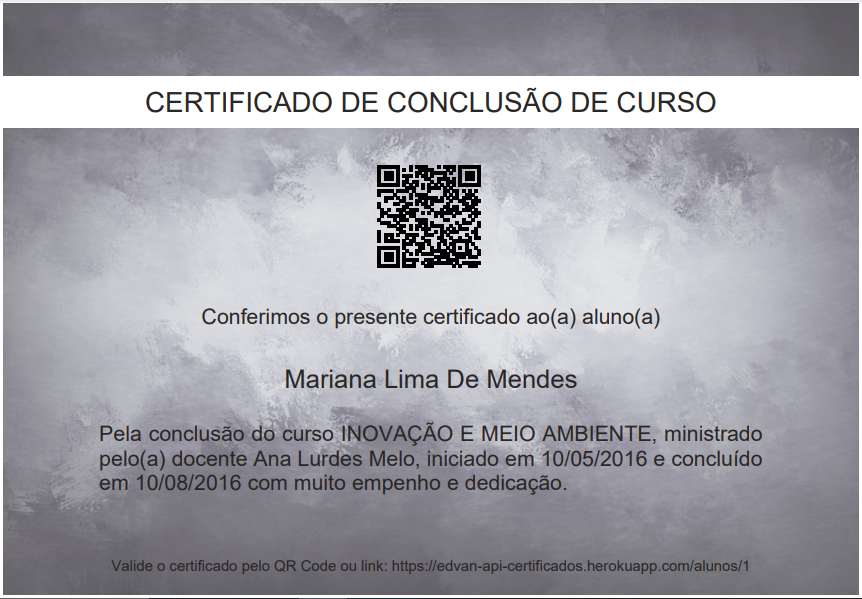 CERTIFICADO DE CONCLUSÃO DE CURSO
Conferimos o presente certificado ao(a) aluno(a)
Mariana Lima De Mendes
Pela conclusão do curso INOVAÇÃO E MEIO AMBIENTE, ministrado
pelo(a) docente Ana Lurdes Melo, iniciado em 10/05/2016 e concluído
em 10/08/2016 com muito empenho e dedicação.
Valide o certificado pelo QR Code ou link: https://edvan-api-certificados.herokuapp.com/alunos/1